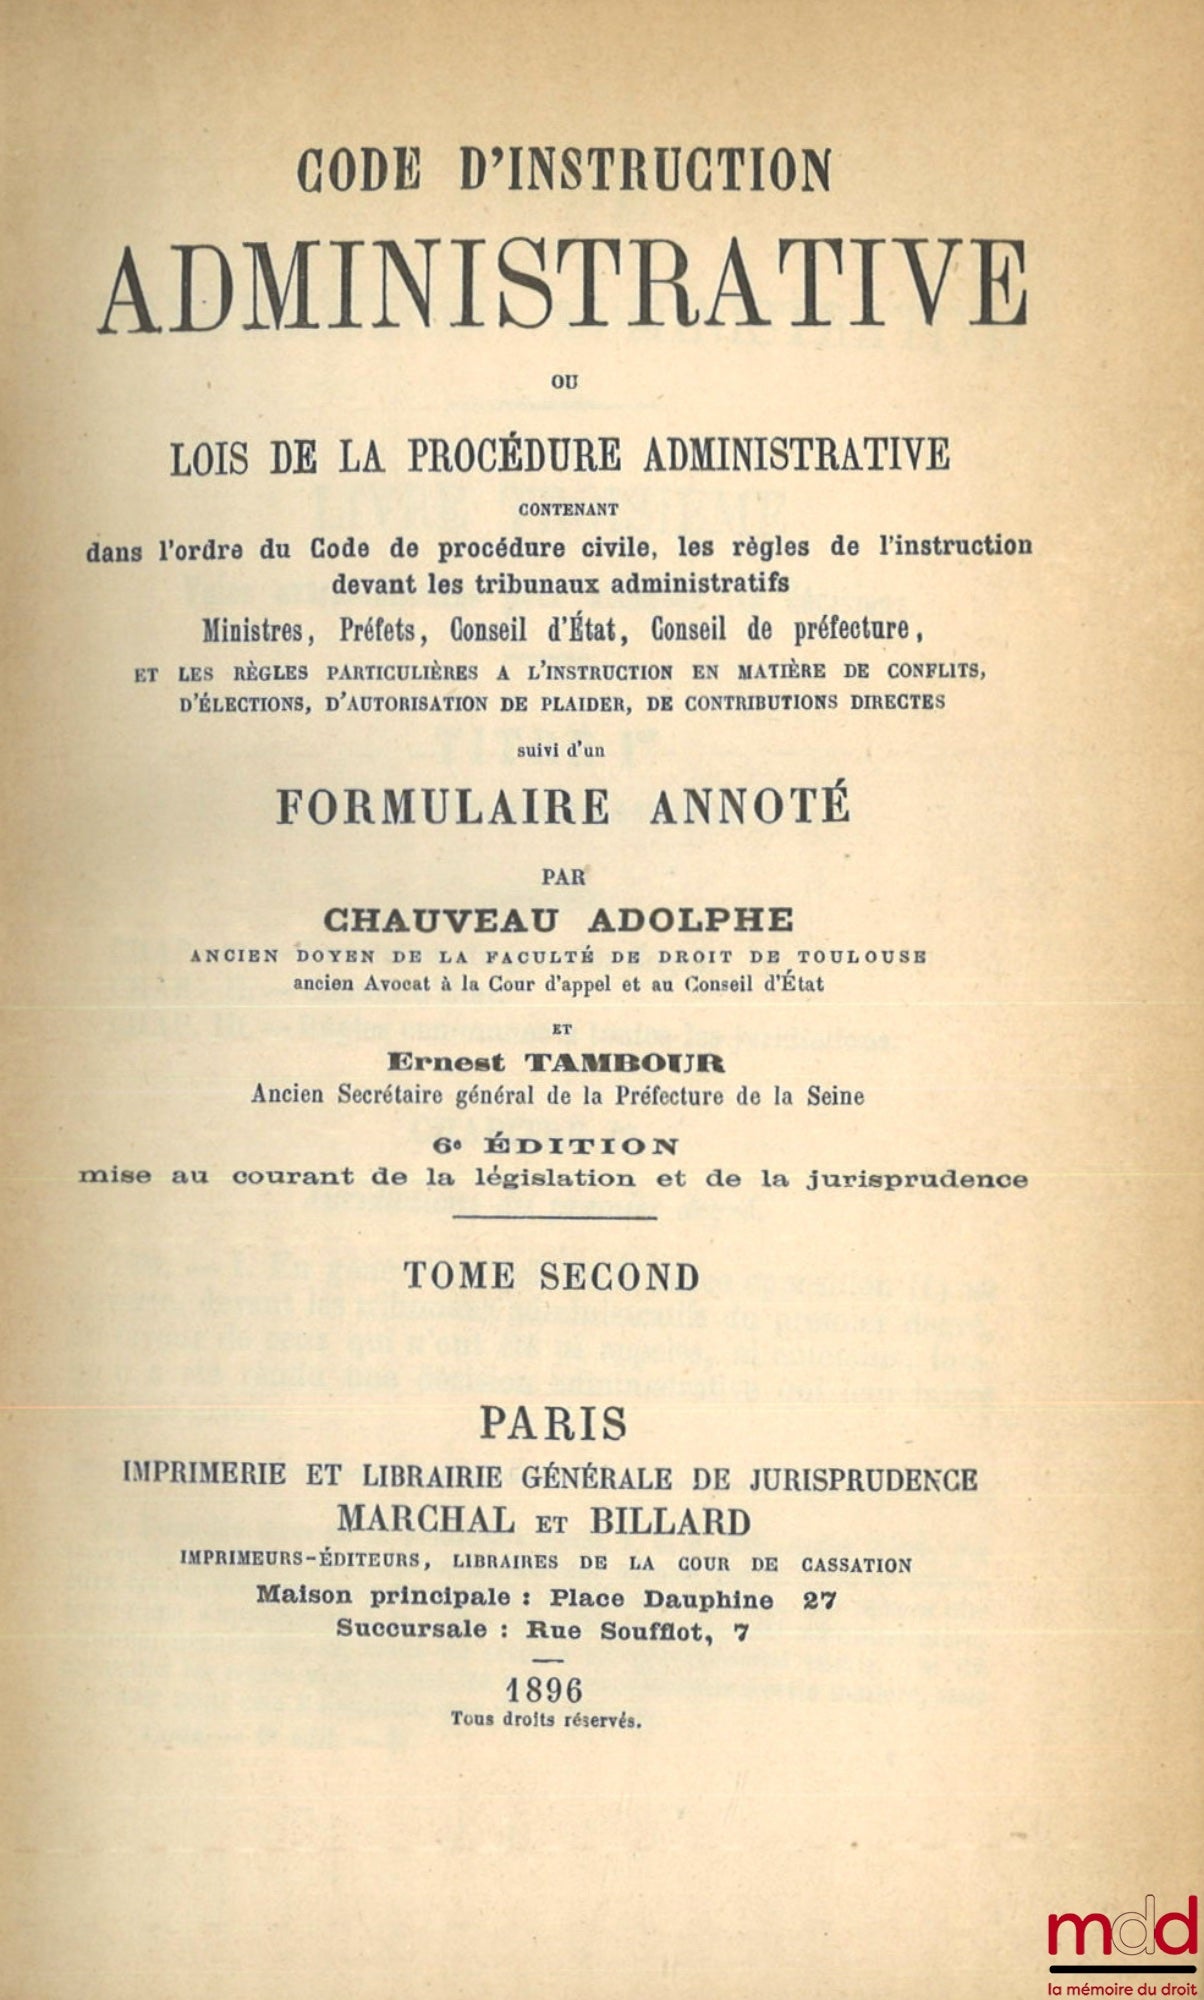 CODE D'INSTRUCTION
ADMINISTRATIVE
OU
LOIS DE LA PROCÉDURE ADMINISTRATIVE
CONTENANT
dans l'ordre du Code de procédure civile, les règles de l'instruction
devant les tribunaux administratifs
Ministres, Préfets, Conseil d'État, Conseil de préfecture,
ET LES RÈGLES PARTICULIÈRES A L'INSTRUCTION EN MATIÈRE DE CONFLITS,
D'ÉLECTIONS, D'AUTORISATION DE PLAIDER, DE CONTRIBUTIONS DIRECTES
suivi d'un
FORMULAIRE ANNOTÉ
PAR
CHAUVEAU ADOLPHE
ANCIEN DOYEN DE LA FACULTÉ DE DROIT DE TOULOUSE
ancien Avocat à la Cour d'appel et au Conseil d'État
ET
Ernest TAMBOUR
Ancien Secrétaire général de la Préfecture de la Seine
6e ÉDITION
mise au courant de la législation et de la jurisprudence
TOME SECOND
PARIS
IMPRIMERIE ET LIBRAIRIE GÉNÉRALE DE JURISPRUDENCE
MARCHAL ET BILLARD
IMPRIMEURS-ÉDITEURS, LIBRAIRES DE LA COUR DE CASSATION
Maison principale : Place Dauphine 27
Succursale : Rue Soufflot, 7
1896
Tous droits réservés.
mdd
la mémoire du droit